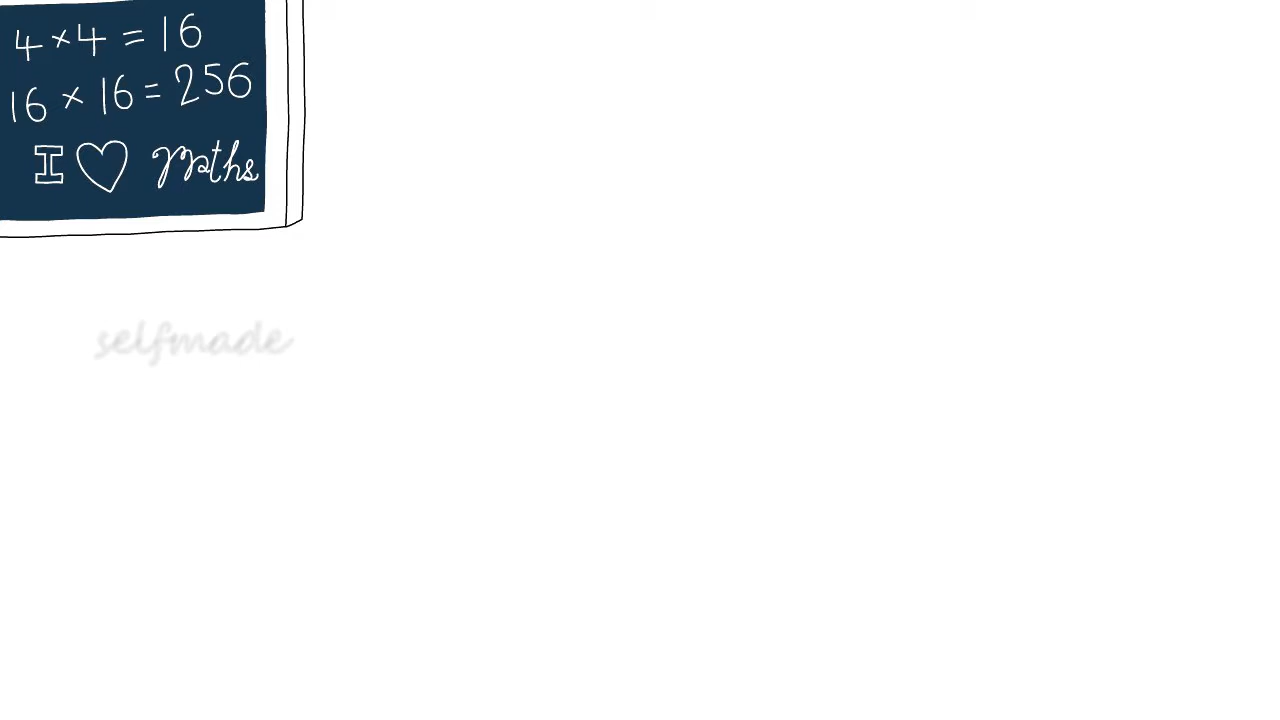 4 × 4 = 16
16 × 16 = 256
I ♡ Maths
selfmade